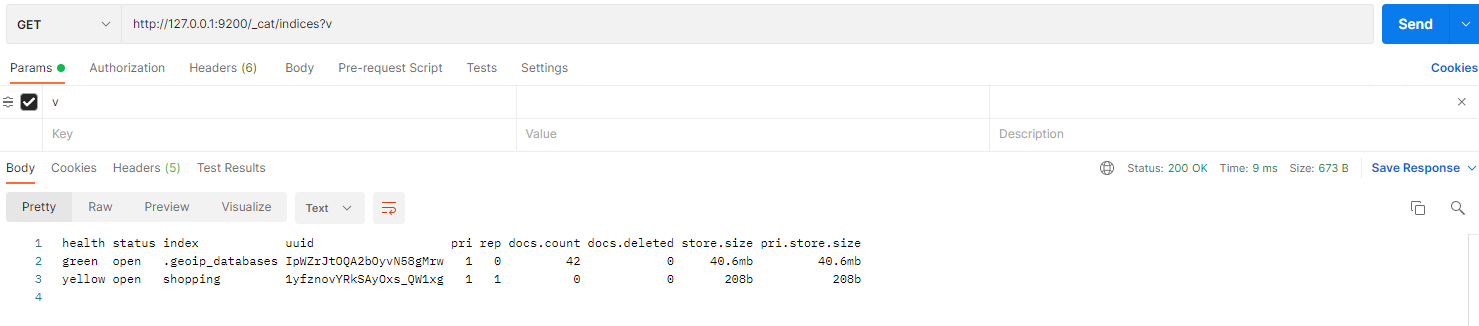 GET http://127.0.0.1:9200/_cat/indices?v Send
Params Authorization Headers (6) Body Pre-request Script Tests Settings Cookies
v
Key Value Description
Body Cookies Headers (5) Test Results Status: 200 OK Time: 9 ms Size: 673 B Save Response
Pretty Raw Preview Visualize Text
1 health status index uuid pri rep docs.count docs.deleted store.size pri.store.size
2 green open .geoip_databases IpWZrJtOQA2bOyvN58gMrw 1 0 42 0 40.6mb 40.6mb
3 yellow open shopping 1yfznovYRkSAyOxs_QW1xg 1 1 0 0 208b 208b
4